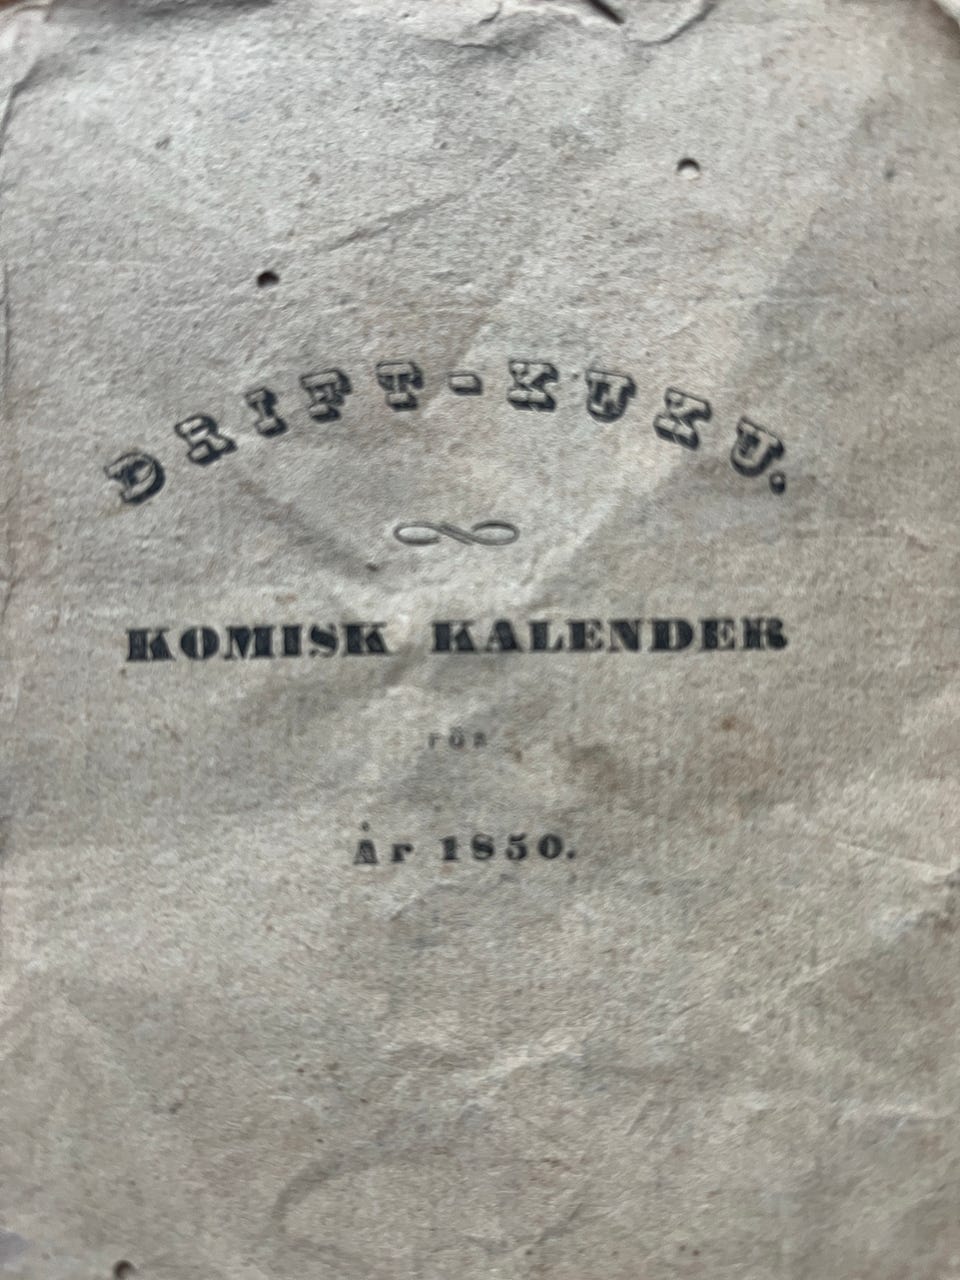 DRIFT-KUKU.
KOMISK KALENDER
FÖR
År 1850.